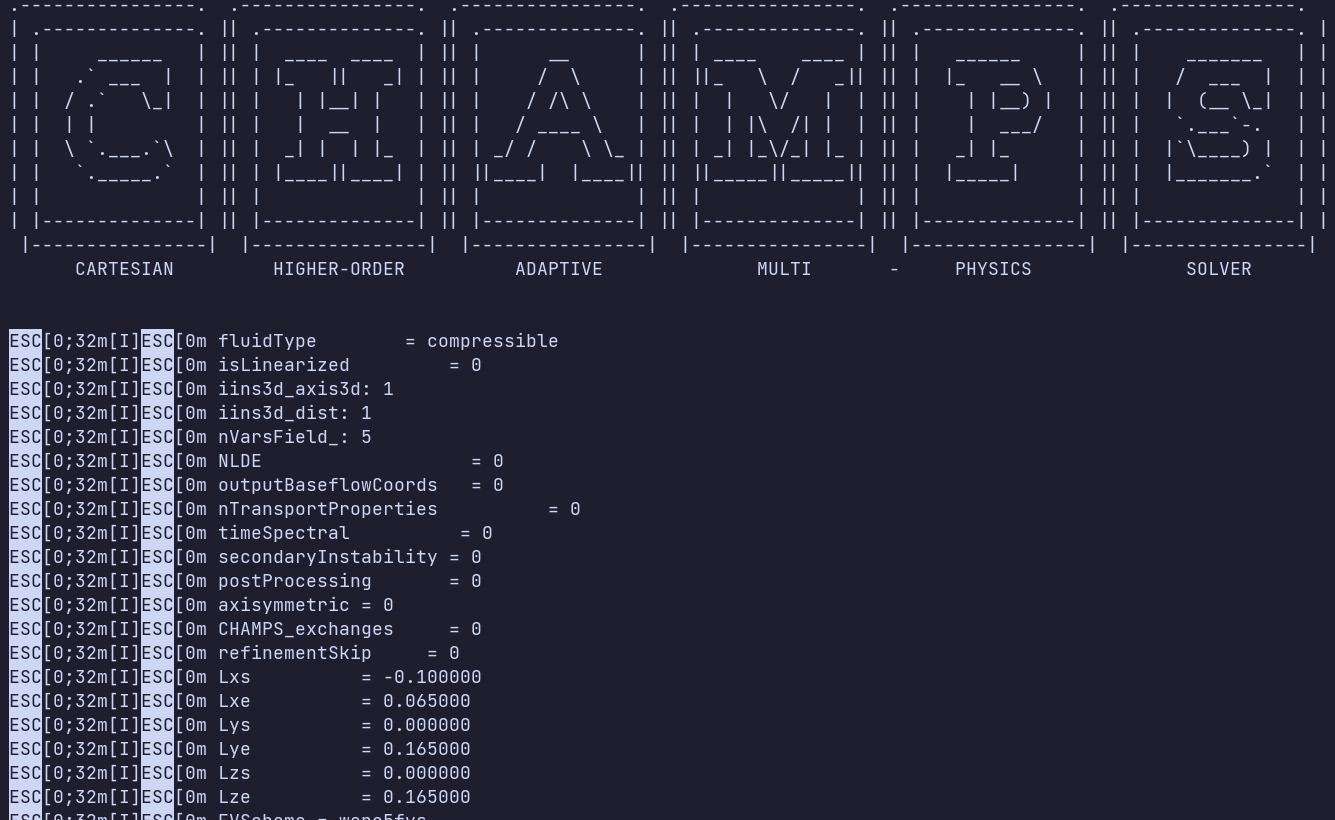 CARTESIAN HIGHER-ORDER ADAPTIVE MULTI - PHYSICS SOLVER
ESC[0;32m[I]ESC[0m fluidType = compressible
ESC[0;32m[I]ESC[0m isLinearized = 0
ESC[0;32m[I]ESC[0m iins3d_axis3d: 1
ESC[0;32m[I]ESC[0m iins3d_dist: 1
ESC[0;32m[I]ESC[0m nVarsField_: 5
ESC[0;32m[I]ESC[0m NLDE = 0
ESC[0;32m[I]ESC[0m outputBaseflowCoords = 0
ESC[0;32m[I]ESC[0m nTransportProperties = 0
ESC[0;32m[I]ESC[0m timeSpectral = 0
ESC[0;32m[I]ESC[0m secondaryInstability = 0
ESC[0;32m[I]ESC[0m postProcessing = 0
ESC[0;32m[I]ESC[0m axisymmetric = 0
ESC[0;32m[I]ESC[0m CHAMPS_exchanges = 0
ESC[0;32m[I]ESC[0m refinementSkip = 0
ESC[0;32m[I]ESC[0m Lxs = -0.100000
ESC[0;32m[I]ESC[0m Lxe = 0.065000
ESC[0;32m[I]ESC[0m Lys = 0.000000
ESC[0;32m[I]ESC[0m Lye = 0.165000
ESC[0;32m[I]ESC[0m Lzs = 0.000000
ESC[0;32m[I]ESC[0m Lze = 0.165000